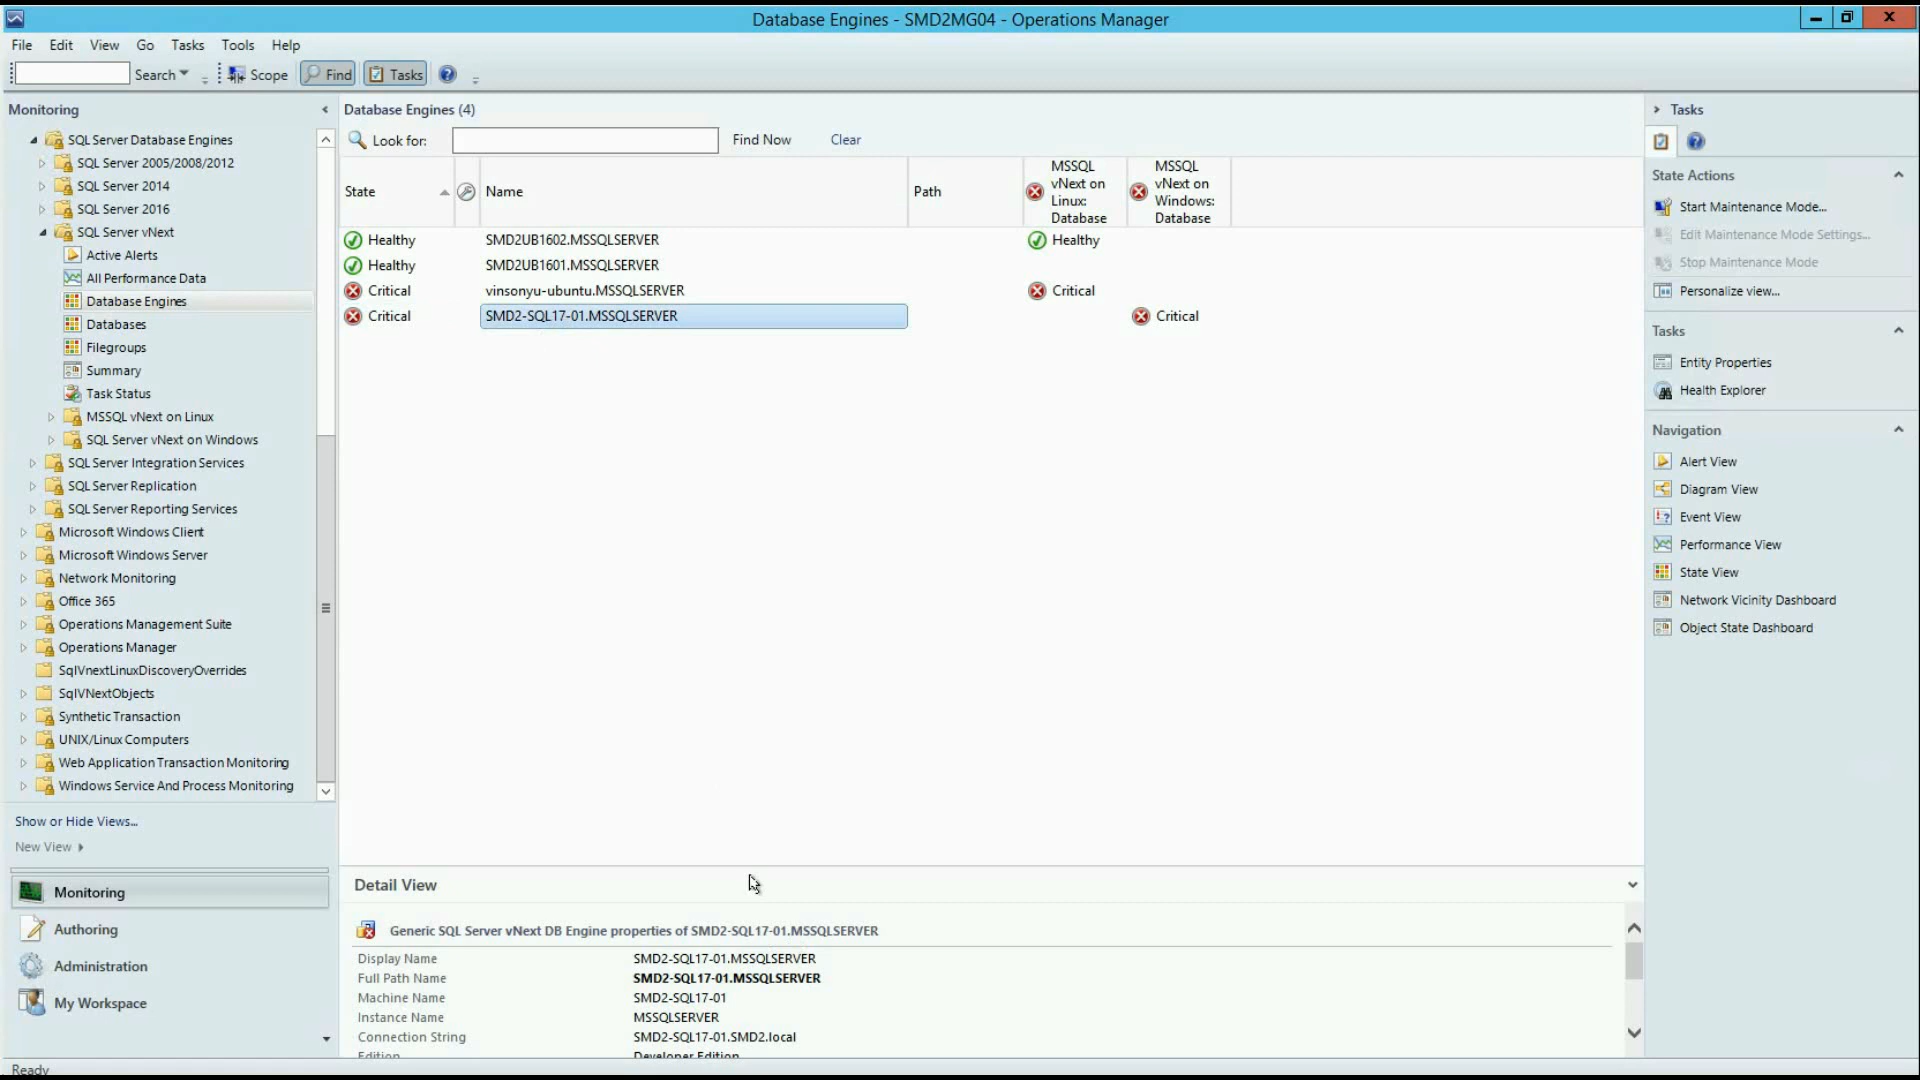 Database Engines - SMD2MG04 - Operations Manager
File Edit View Go Tasks Tools Help
Search Scope Find Tasks
Monitoring
SQL Server Database Engines
SQL Server 2005/2008/2012
SQL Server 2014
SQL Server 2016
SQL Server vNext
Active Alerts
All Performance Data
Database Engines
Databases
Filegroups
Summary
Task Status
MSSQL vNext on Linux
SQL Server vNext on Windows
SQL Server Integration Services
SQL Server Replication
SQL Server Reporting Services
Microsoft Windows Client
Microsoft Windows Server
Network Monitoring
Office 365
Operations Management Suite
Operations Manager
SqlVnextLinuxDiscoveryOverrides
SqlVNextObjects
Synthetic Transaction
UNIX/Linux Computers
Web Application Transaction Monitoring
Windows Service And Process Monitoring
Show or Hide Views...
New View
Monitoring
Authoring
Administration
My Workspace
Ready
Database Engines (4)
Look for: Find Now Clear
State Name Path
MSSQL
vNext on
Linux:
Database
MSSQL
vNext on
Windows:
Database
Healthy SMD2UB1602.MSSQLSERVER Healthy
Healthy SMD2UB1601.MSSQLSERVER
Critical vinsonyu-ubuntu.MSSQLSERVER Critical
Critical SMD2-SQL17-01.MSSQLSERVER Critical
Detail View
Generic SQL Server vNext DB Engine properties of SMD2-SQL17-01.MSSQLSERVER
Display Name SMD2-SQL17-01.MSSQLSERVER
Full Path Name SMD2-SQL17-01.MSSQLSERVER
Machine Name SMD2-SQL17-01
Instance Name MSSQLSERVER
Connection String SMD2-SQL17-01.SMD2.local
Edition Developer Edition
Tasks
State Actions
Start Maintenance Mode...
Edit Maintenance Mode Settings...
Stop Maintenance Mode
Personalize view...
Tasks
Entity Properties
Health Explorer
Navigation
Alert View
Diagram View
Event View
Performance View
State View
Network Vicinity Dashboard
Object State Dashboard